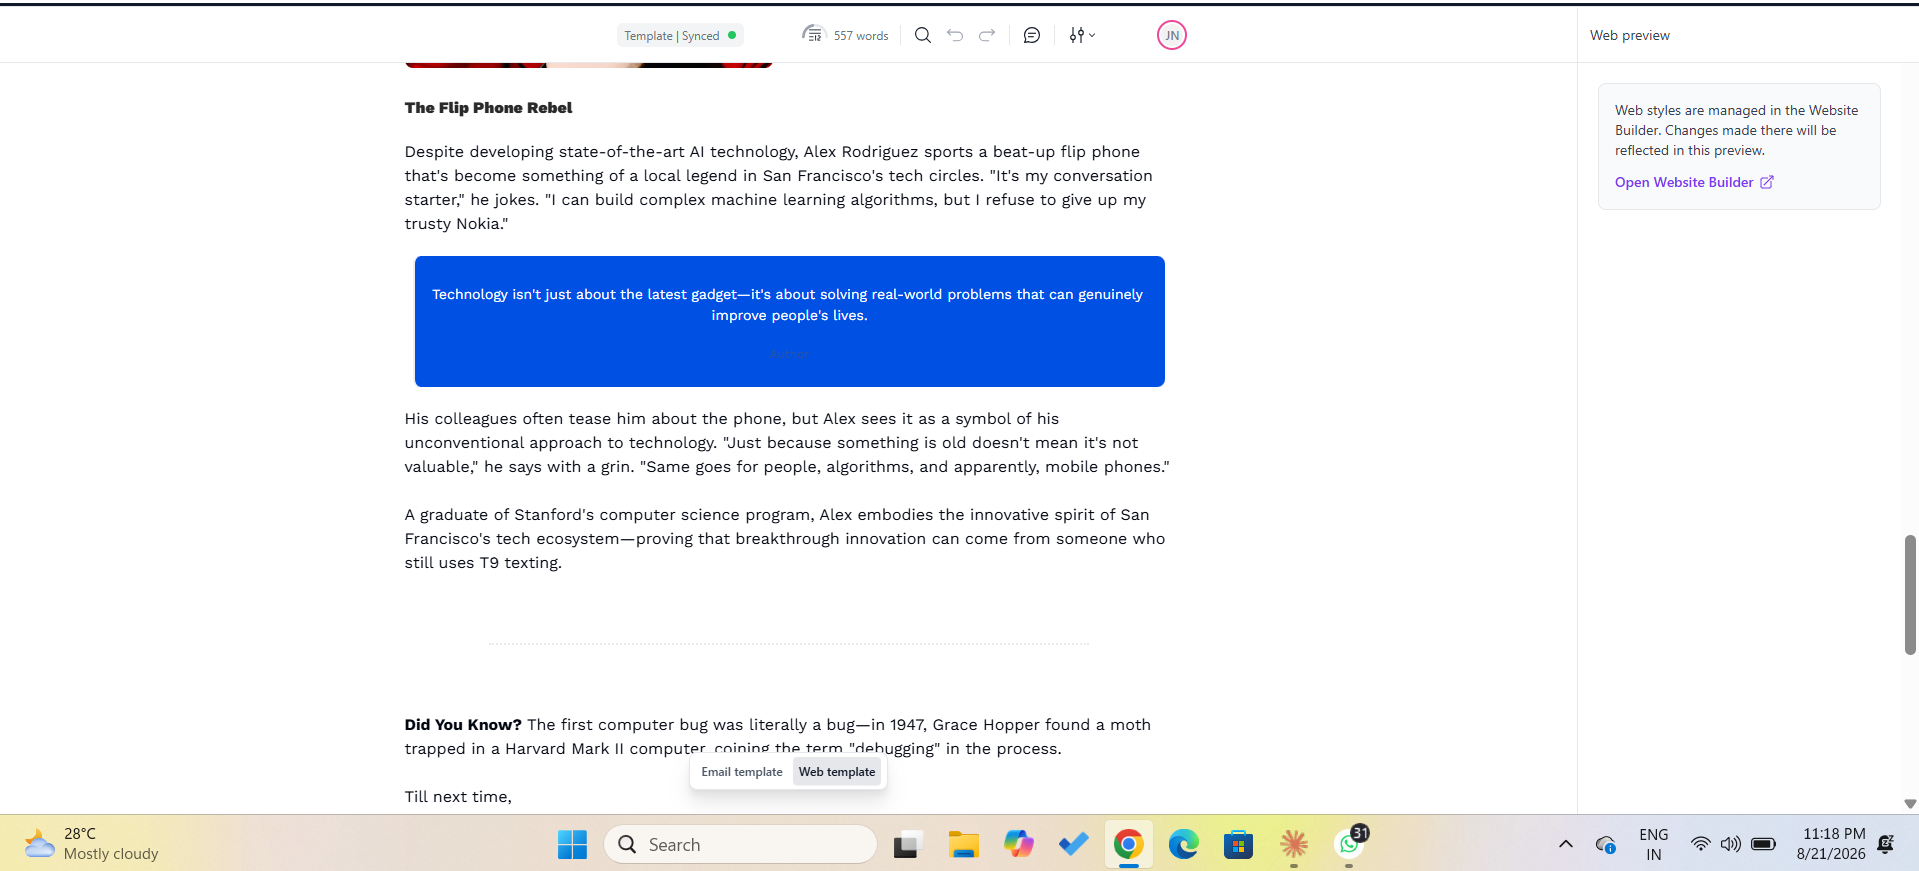 Template | Synced
557 words
JN
Web preview
The Flip Phone Rebel
Despite developing state-of-the-art AI technology, Alex Rodriguez sports a beat-up flip phone
that's become something of a local legend in San Francisco's tech circles. "It's my conversation
starter," he jokes. "I can build complex machine learning algorithms, but I refuse to give up my
trusty Nokia."
Technology isn't just about the latest gadget—it's about solving real-world problems that can genuinely
improve people's lives.
Author
His colleagues often tease him about the phone, but Alex sees it as a symbol of his
unconventional approach to technology. "Just because something is old doesn't mean it's not
valuable," he says with a grin. "Same goes for people, algorithms, and apparently, mobile phones."
A graduate of Stanford's computer science program, Alex embodies the innovative spirit of San
Francisco's tech ecosystem—proving that breakthrough innovation can come from someone who
still uses T9 texting.
Did You Know? The first computer bug was literally a bug—in 1947, Grace Hopper found a moth
trapped in a Harvard Mark II computer, coining the term "debugging" in the process.
Till next time,
Email template
Web template
Web styles are managed in the Website
Builder. Changes made there will be
reflected in this preview.
Open Website Builder
28°C
Mostly cloudy
Search
31
ENG
IN
11:18 PM
8/21/2026